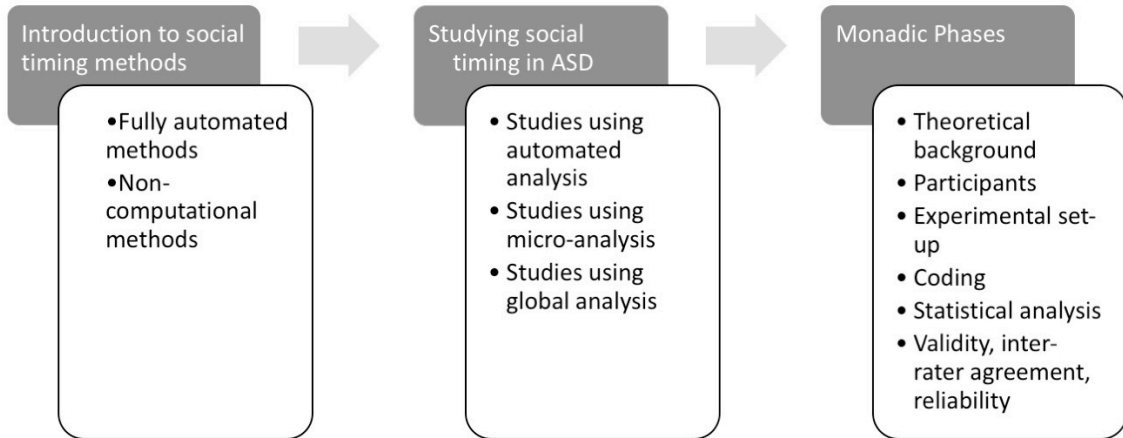 Introduction to social
timing methods
•Fully automated
methods
•Non-
computational
methods
Studying social
timing in ASD
• Studies using
automated
analysis
• Studies using
micro-analysis
• Studies using
global analysis
Monadic Phases
• Theoretical
background
• Participants
• Experimental set-
up
• Coding
• Statistical analysis
• Validity, inter-
rater agreement,
reliability